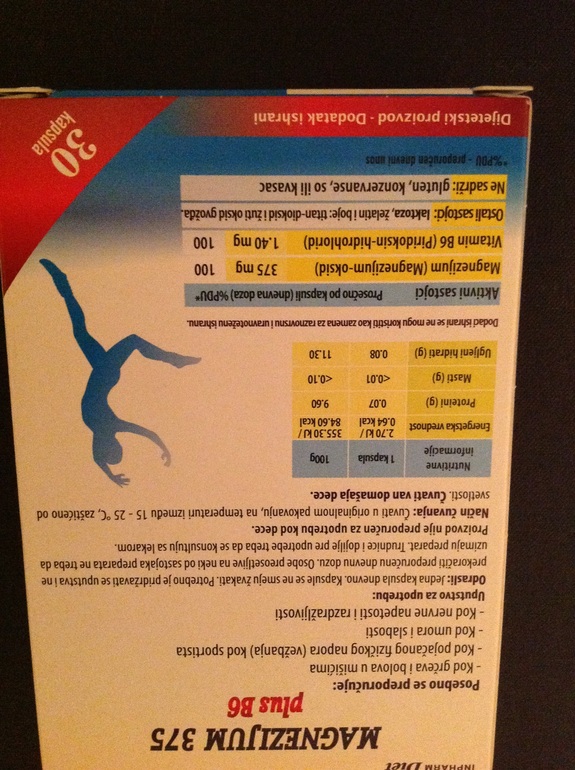 INPHARM Diet
MAGNEZIJUM 375
plus B6
Posebno se preporučuje:
- Kod grčeva i bolova u mišićima
- Kod pojačanog fizičkog napora (vežbanja) kod sportista
- Kod umora i slabosti
- Kod nervne napetosti i razdražljivosti
Uputstvo za upotrebu:
Odrasli: Jedna kapsula dnevno. Kapsule se ne smeju žvakati. Potrebno je pridržavati se uputstva i ne
prekoračiti preporučenu dnevnu dozu. Osobe preosetljive na neki od sastojaka preparata ne treba da
uzimaju preparat. Trudnice i dojilje pre upotrebe treba da se konsultuju sa lekarom.
Proizvod nije preporučen za upotrebu kod dece.
Način čuvanja: Čuvati u originalnom pakovanju, na temperaturi između 15 - 25 °C, zaštićeno od
svetlosti. Čuvati van domašaja dece.
Nutritivne informacije 1 kapsula 100g
Energetska vrednost 2.70 kJ / 0.64 kcal 355.30 kJ / 84.60 kcal
Proteini (g) 0.07 9.60
Masti (g) <0.01 <0.10
Ugljeni hidrati (g) 0.08 11.30
Dodaci ishrani se ne mogu koristiti kao zamena za raznovrsnu i uravnoteženu ishranu.
Aktivni sastojci Prosečno po kapsuli (dnevna doza) %PDU*
Magnezijum (Magnezijum-oksid) 375 mg 100
Vitamin B6 (Piridoksin-hidrohlorid) 1.40 mg 100
Ostali sastojci: laktoza, želatin i boje: titan-dioksid i žuti oksid gvožđa.
Ne sadrži: gluten, konzervanse, so ili kvasac
*%PDU - preporučen dnevni unos
Dijetetski proizvod - Dodatak ishrani
30
kapsula